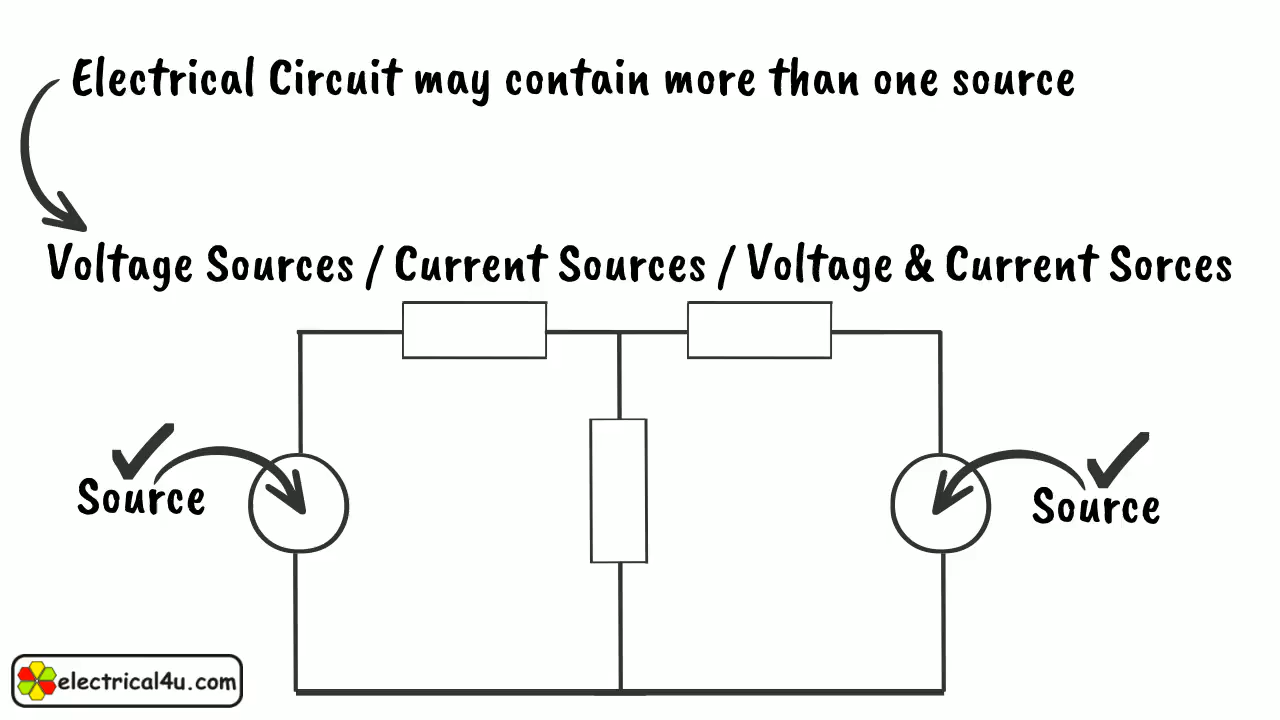 Electrical Circuit may contain more than one source
Voltage Sources / Current Sources / Voltage & Current Sorces
Source
Source
electrical4u.com